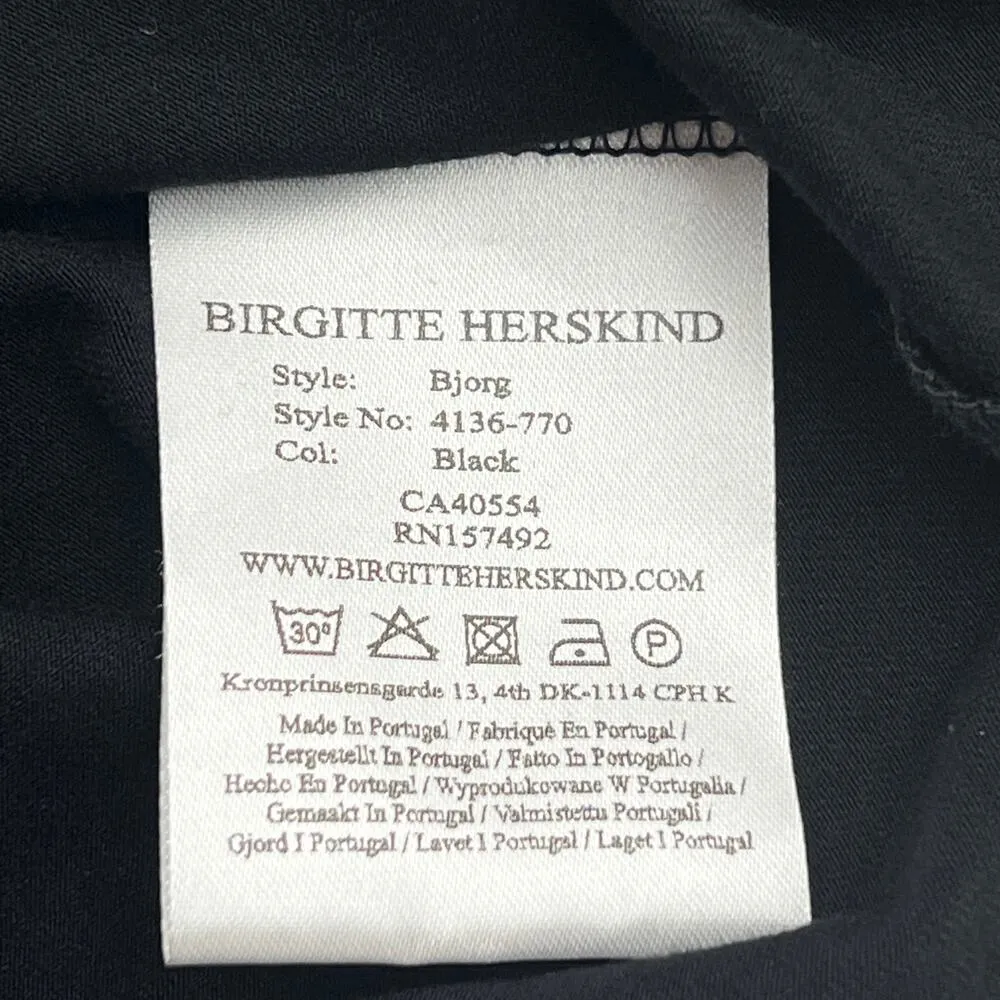 BIRGITTE HERSKIND
Style: Bjorg
Style No: 4136-770
Col: Black
CA40554
RN157492
WWW.BIRGITTEHERSKIND.COM
30°
P
Kronprinsensgade 13, 4th DK-1114 CPH K
Made In Portugal / Fabriqué En Portugal /
Hergestellt In Portugal / Fatto In Portogallo /
Hecho En Portugal / Wyprodukowane W Portugalia /
Gemaakt In Portugal / Valmistettu Portugali /
Gjord I Portugal / Lavet I Portugal / Laget I Portugal